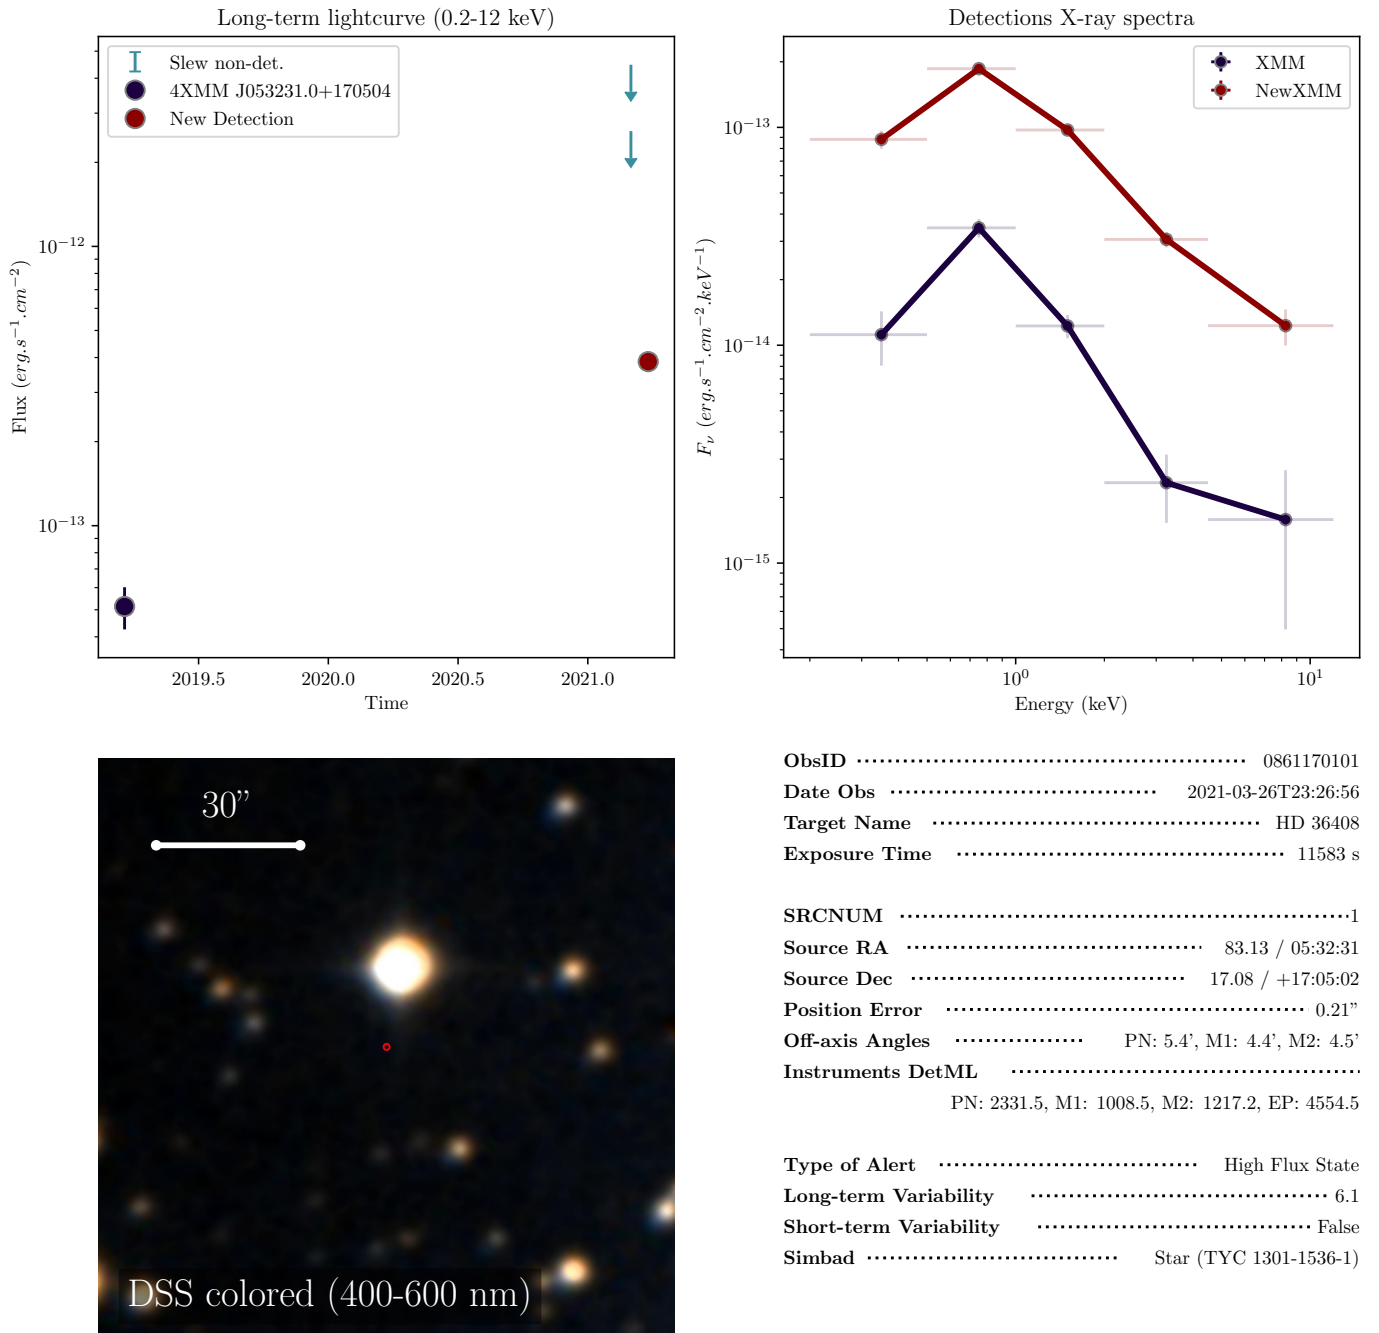 Long-term lightcurve (0.2-12 keV)
Slew non-det.
4XMM J053231.0+170504
New Detection
10⁻¹²
10⁻¹³
Flux (erg.s⁻¹.cm⁻²)
2019.5 2020.0 2020.5 2021.0
Time
Detections X-ray spectra
XMM
NewXMM
10⁻¹³
10⁻¹⁴
10⁻¹⁵
Fν (erg.s⁻¹.cm⁻².keV⁻¹)
10⁰ 10¹
Energy (keV)
30”
DSS colored (400-600 nm)
ObsID 0861170101
Date Obs 2021-03-26T23:26:56
Target Name HD 36408
Exposure Time 11583 s
SRCNUM 1
Source RA 83.13 / 05:32:31
Source Dec 17.08 / +17:05:02
Position Error 0.21”
Off-axis Angles PN: 5.4’, M1: 4.4’, M2: 4.5’
Instruments DetML
PN: 2331.5, M1: 1008.5, M2: 1217.2, EP: 4554.5
Type of Alert High Flux State
Long-term Variability 6.1
Short-term Variability False
Simbad Star (TYC 1301-1536-1)